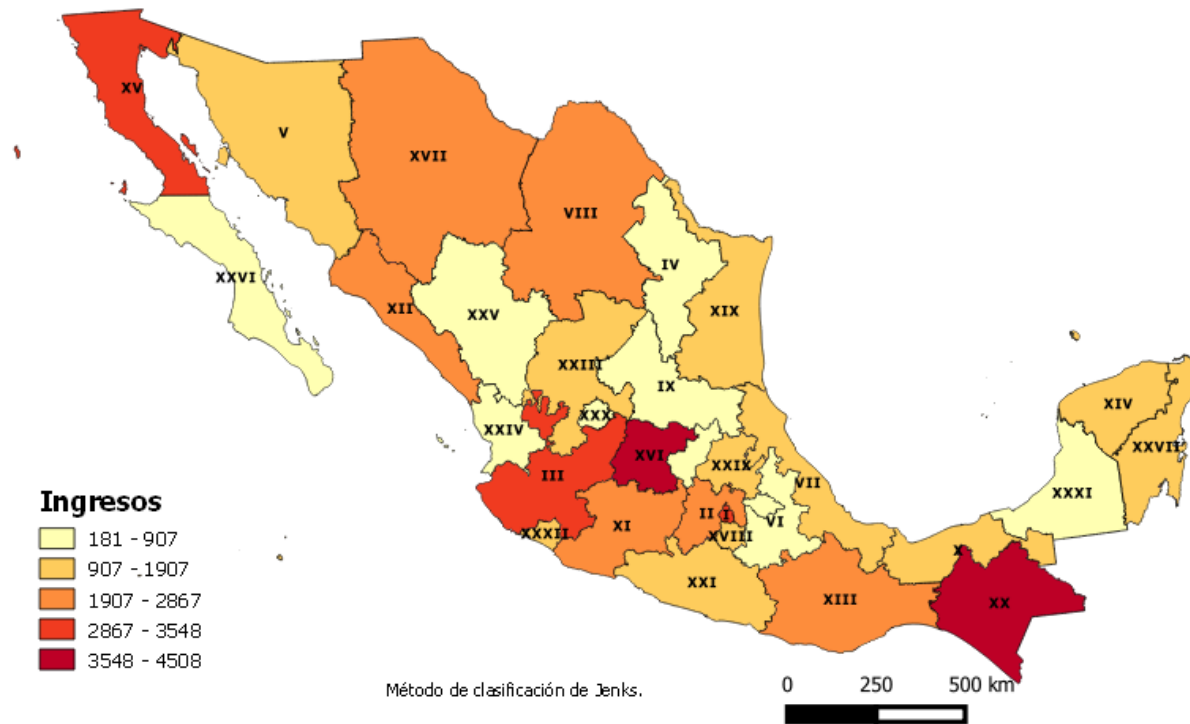 XV
V
XVII
VIII
IV
XXVI
XII
XXV
XIX
XXIII
IX
XXX
XXIV
XIV
XVI
XXVII
XXIX
III
VII
XXXI
II
I
VI
XI
XXXII
XVIII
X
XXI
XIII
XX
Ingresos
181 - 907
907 - 1907
1907 - 2867
2867 - 3548
3548 - 4508
Método de clasificación de Jenks.
0 250 500 km